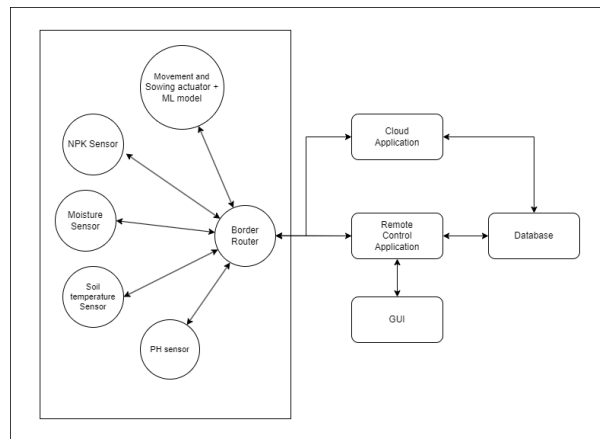 Movement and
Sowing actuator +
ML model
NPK Sensor
Moisture
Sensor
Soil
temperature
Sensor
PH sensor
Border
Router
Cloud
Application
Remote
Control
Application
Database
GUI